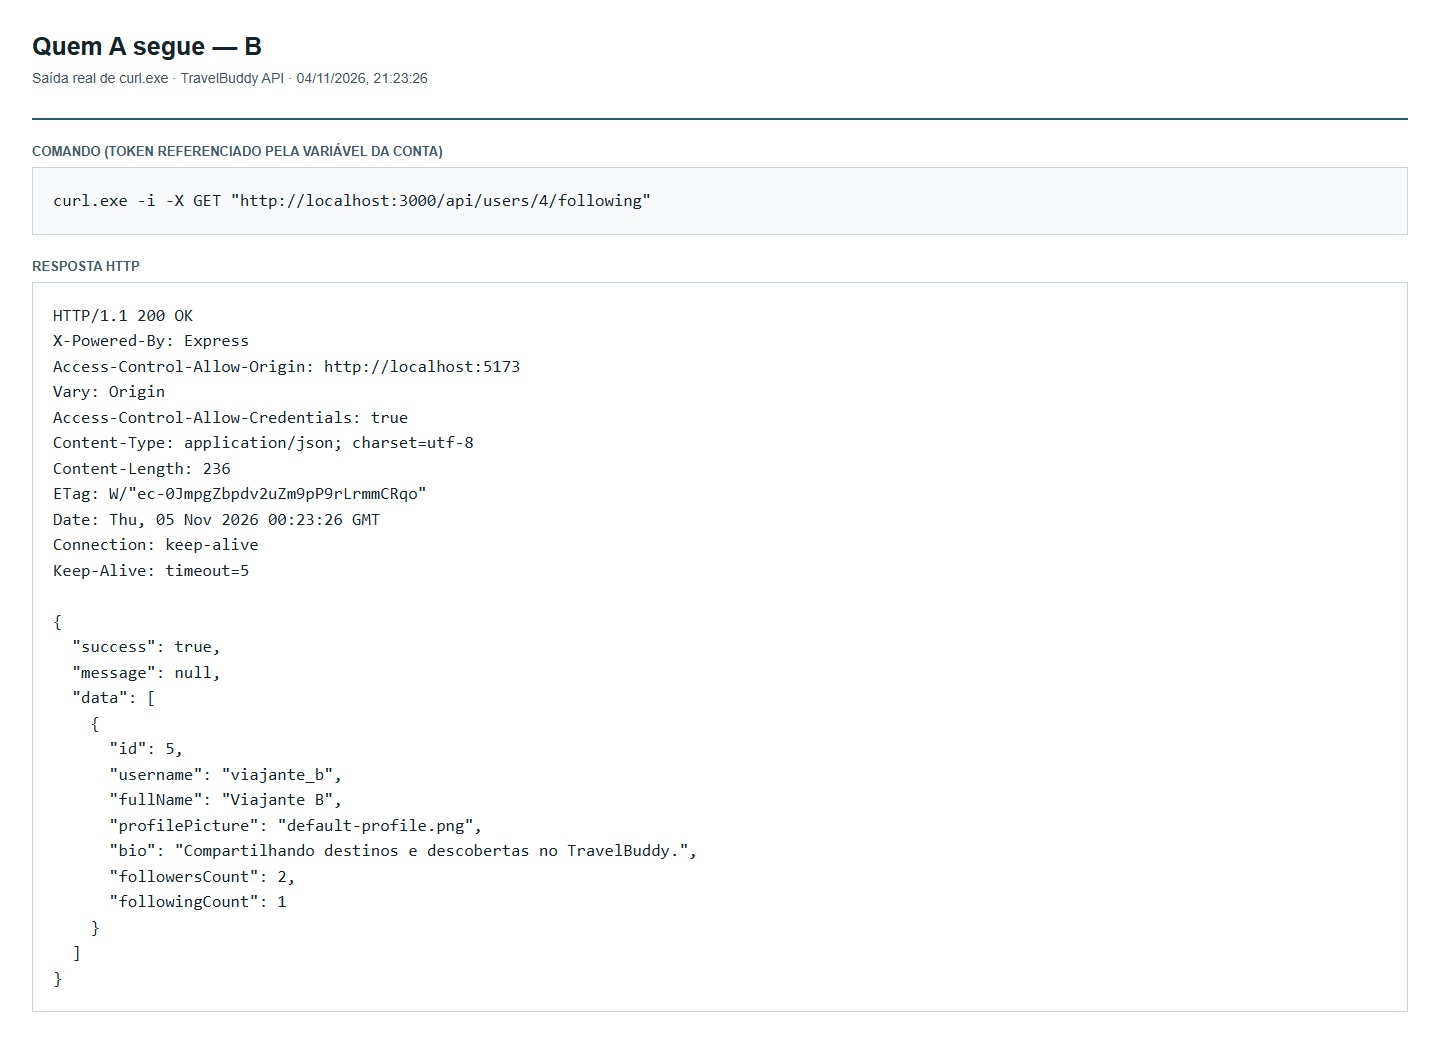 Quem A segue — B
Saída real de curl.exe · TravelBuddy API · 04/11/2026, 21:23:26
COMANDO (TOKEN REFERENCIADO PELA VARIÁVEL DA CONTA)
curl.exe -i -X GET "http://localhost:3000/api/users/4/following"
RESPOSTA HTTP
HTTP/1.1 200 OK
X-Powered-By: Express
Access-Control-Allow-Origin: http://localhost:5173
Vary: Origin
Access-Control-Allow-Credentials: true
Content-Type: application/json; charset=utf-8
Content-Length: 236
ETag: W/"ec-0JmpgZbpdv2uZm9pP9rLrmmCRqo"
Date: Thu, 05 Nov 2026 00:23:26 GMT
Connection: keep-alive
Keep-Alive: timeout=5
{
  "success": true,
  "message": null,
  "data": [
    {
      "id": 5,
      "username": "viajante_b",
      "fullName": "Viajante B",
      "profilePicture": "default-profile.png",
      "bio": "Compartilhando destinos e descobertas no TravelBuddy.",
      "followersCount": 2,
      "followingCount": 1
    }
  ]
}